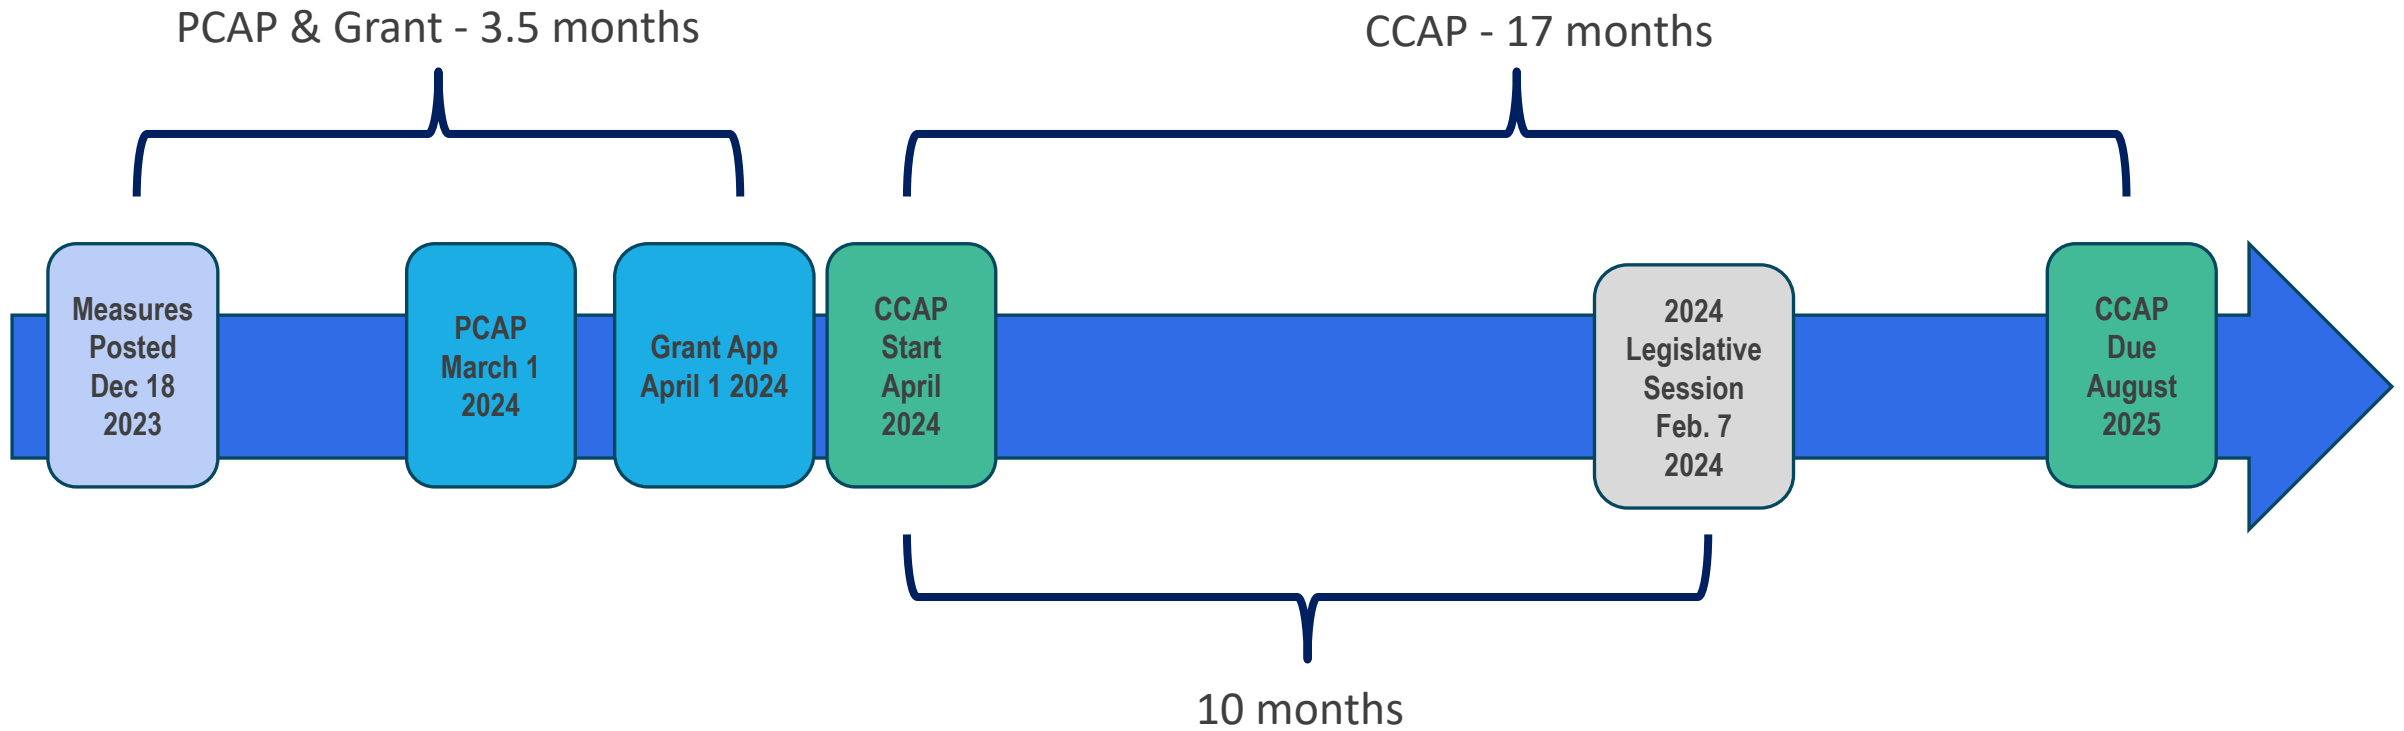 PCAP & Grant - 3.5 months
CCAP - 17 months
Measures
Posted
Dec 18
2023
PCAP
March 1
2024
Grant App
April 1 2024
CCAP
Start
April
2024
2024
Legislative
Session
Feb. 7
2024
CCAP
Due
August
2025
10 months